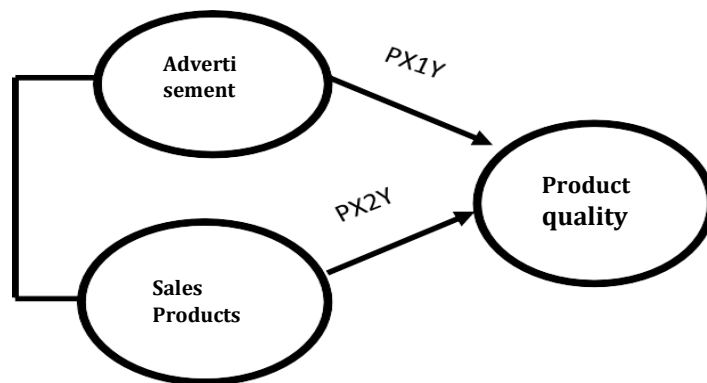 Adverti
sement
PX1Y
Product
quality
PX2Y
Sales
Products